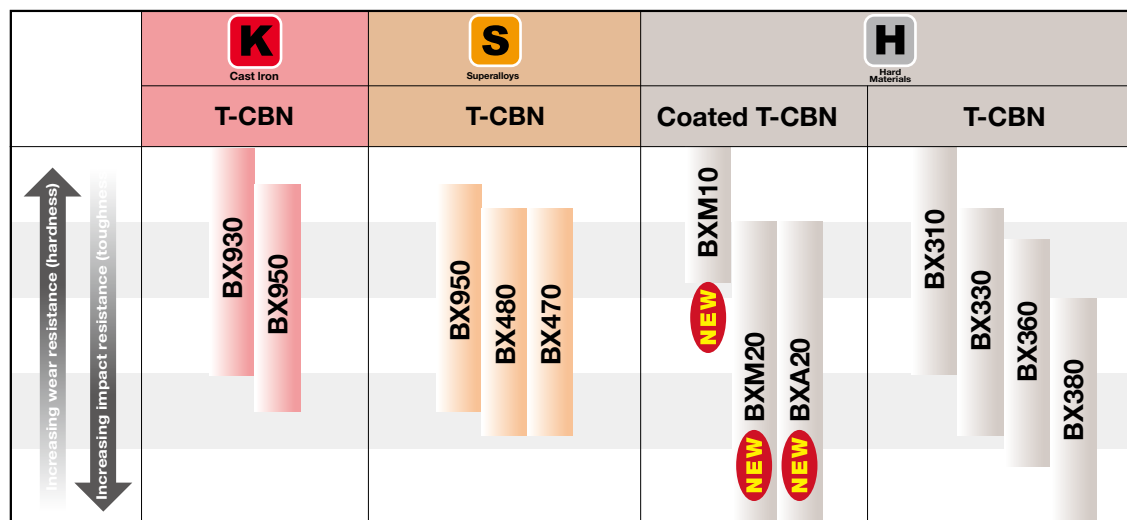 K
Cast Iron
S
Superalloys
H
Hard
Materials
T-CBN
T-CBN
Coated T-CBN
T-CBN
Increasing wear resistance (hardness)
Increasing impact resistance (toughness
BX930
BX950
BX950
BX480
BX470
BXM10
NEW
BXM20
NEW
BXA20
NEW
BX310
BX330
BX360
BX380